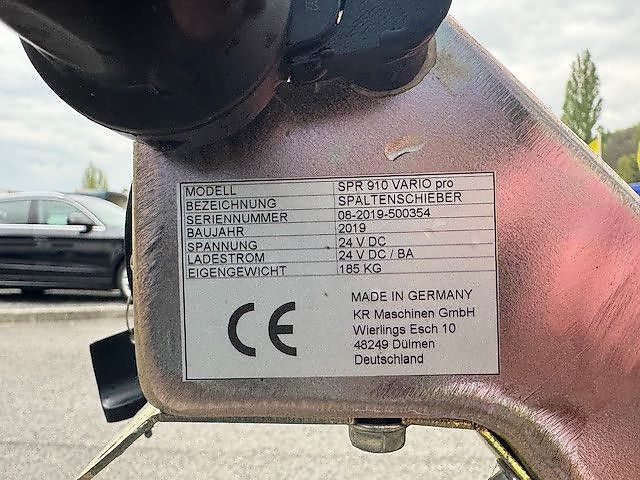 MODELL SPR 910 VARIO pro
BEZEICHNUNG SPALTENSCHIEBER
SERIENNUMMER 08-2019-500354
BAUJAHR 2019
SPANNUNG 24 V DC
LADESTROM 24 V DC / 8A
EIGENGEWICHT 185 KG
CE
MADE IN GERMANY
KR Maschinen GmbH
Wierlings Esch 10
48249 Dülmen
Deutschland